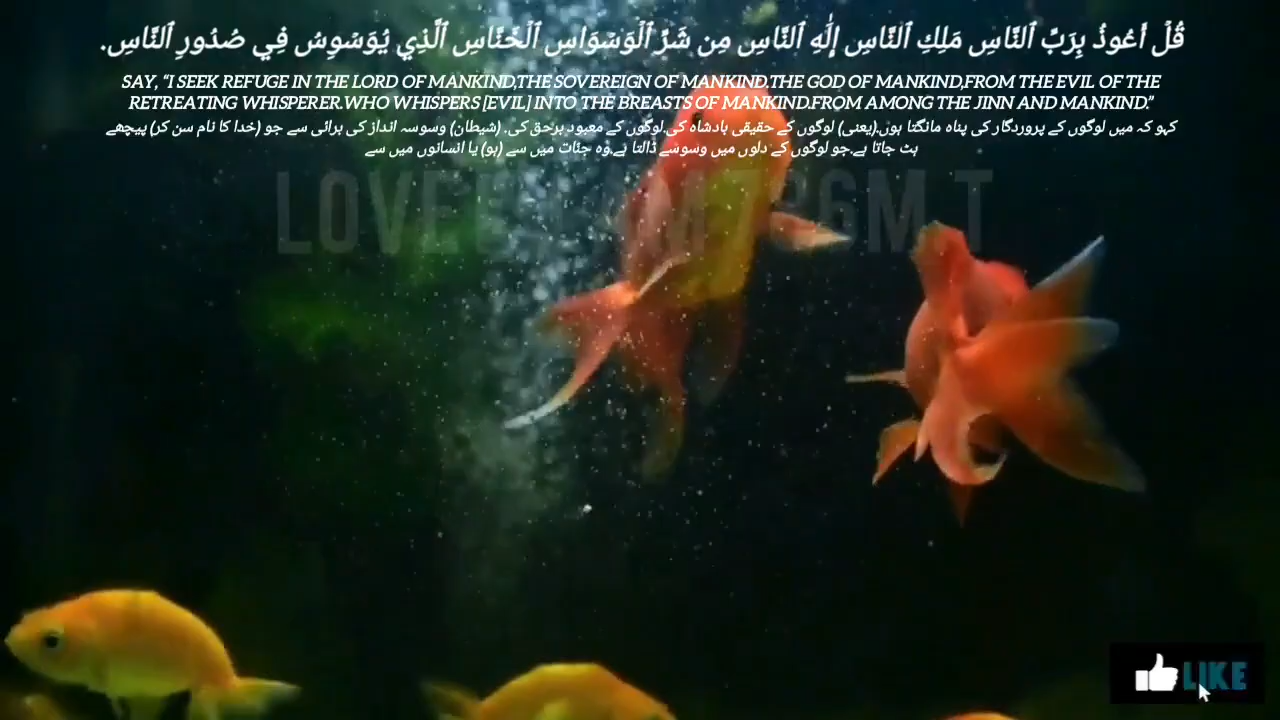 قُلْ أَعُوذُ بِرَبِّ ٱلنَّاسِ مَلِكِ ٱلنَّاسِ إِلَٰهِ ٱلنَّاسِ مِن شَرِّ ٱلْوَسْوَاسِ ٱلْخَنَّاسِ ٱلَّذِي يُوَسْوِسُ فِي صُدُورِ ٱلنَّاسِ.
SAY, “I SEEK REFUGE IN THE LORD OF MANKIND,THE SOVEREIGN OF MANKIND,THE GOD OF MANKIND,FROM THE EVIL OF THE
RETREATING WHISPERER.WHO WHISPERS [EVIL] INTO THE BREASTS OF MANKIND.FROM AMONG THE JINN AND MANKIND.”
کہو کہ میں لوگوں کے پروردگار کی پناہ مانگتا ہوں.(یعنی) لوگوں کے حقیقی بادشاہ کی.لوگوں کے معبود برحق کی. (شیطان) وسوسہ انداز کی برائی سے جو (خدا کا نام سن کر) پیچھے
ہٹ جاتا ہے.جو لوگوں کے دلوں میں وسوسے ڈالتا ہے.وہ جنّات میں سے (ہو) یا انسانوں میں سے
LIKE